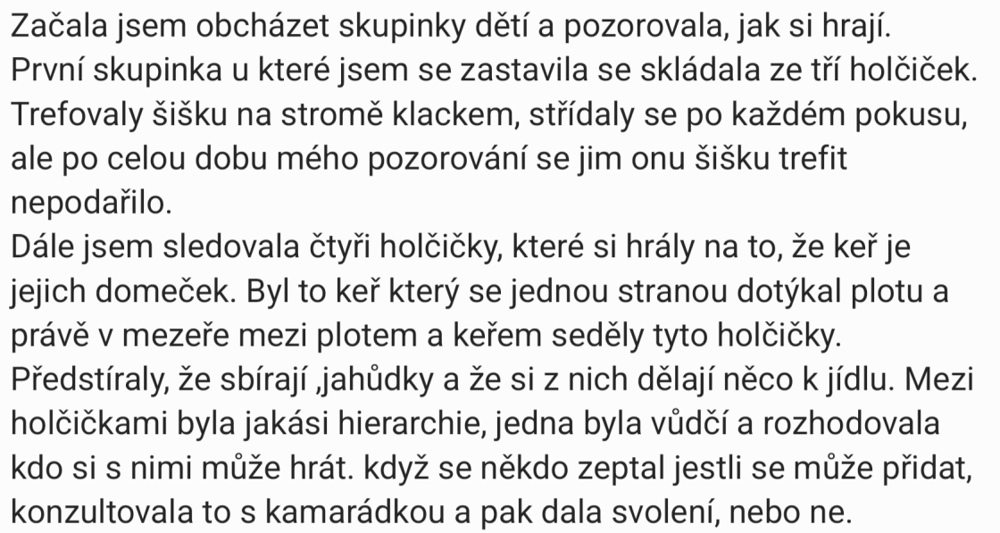 Začala jsem obcházet skupinky dětí a pozorovala, jak si hrají.
První skupinka u které jsem se zastavila se skládala ze tří holčiček.
Trefovaly šišku na stromě klackem, střídaly se po každém pokusu,
ale po celou dobu mého pozorování se jim onu šišku trefit
nepodařilo.
Dále jsem sledovala čtyři holčičky, které si hrály na to, že keř je
jejich domeček. Byl to keř který se jednou stranou dotýkal plotu a
právě v mezeře mezi plotem a keřem seděly tyto holčičky.
Předstíraly, že sbírají ,jahůdky a že si z nich dělají něco k jídlu. Mezi
holčičkami byla jakási hierarchie, jedna byla vůdčí a rozhodovala
kdo si s nimi může hrát. když se někdo zeptal jestli se může přidat,
konzultovala to s kamarádkou a pak dala svolení, nebo ne.